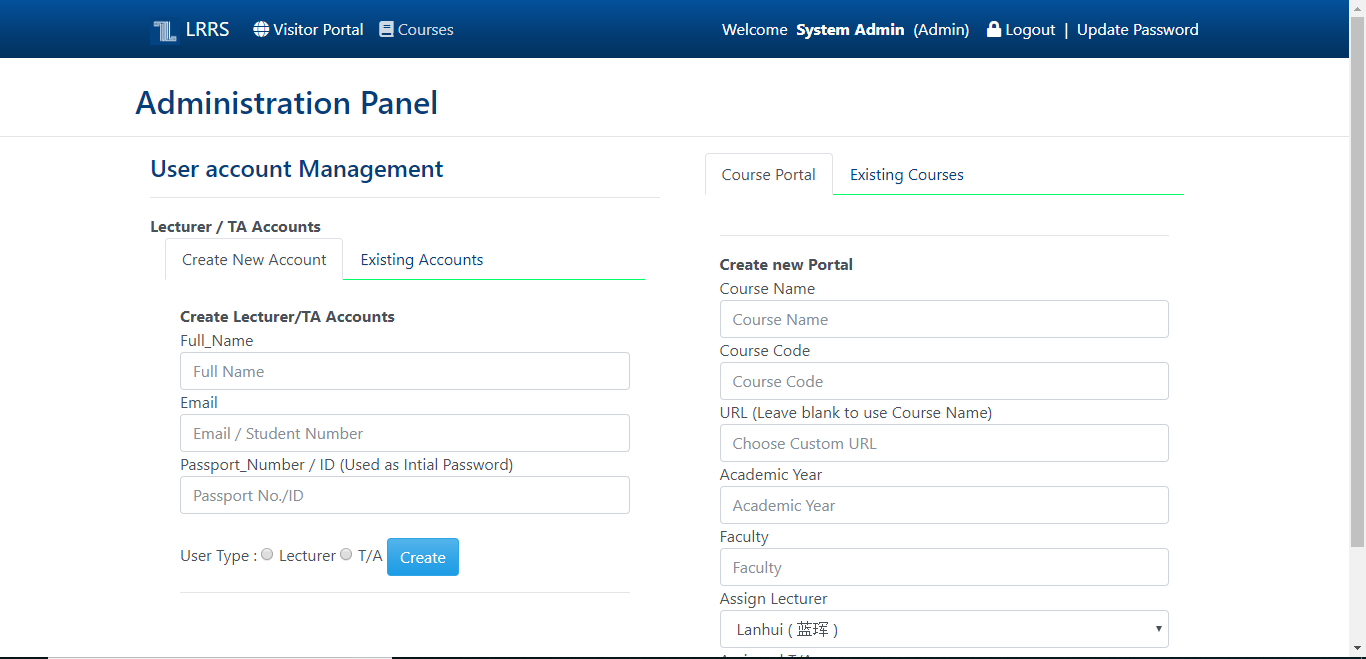 LRRS Visitor Portal Courses Welcome System Admin (Admin) Logout | Update Password
Administration Panel
User account Management
Lecturer / TA Accounts
Create New Account Existing Accounts
Create Lecturer/TA Accounts
Full_Name
Full Name
Email
Email / Student Number
Passport_Number / ID (Used as Intial Password)
Passport No./ID
User Type : Lecturer T/A Create
Course Portal Existing Courses
Create new Portal
Course Name
Course Name
Course Code
Course Code
URL (Leave blank to use Course Name)
Choose Custom URL
Academic Year
Academic Year
Faculty
Faculty
Assign Lecturer
Lanhui ( 蓝珲 )